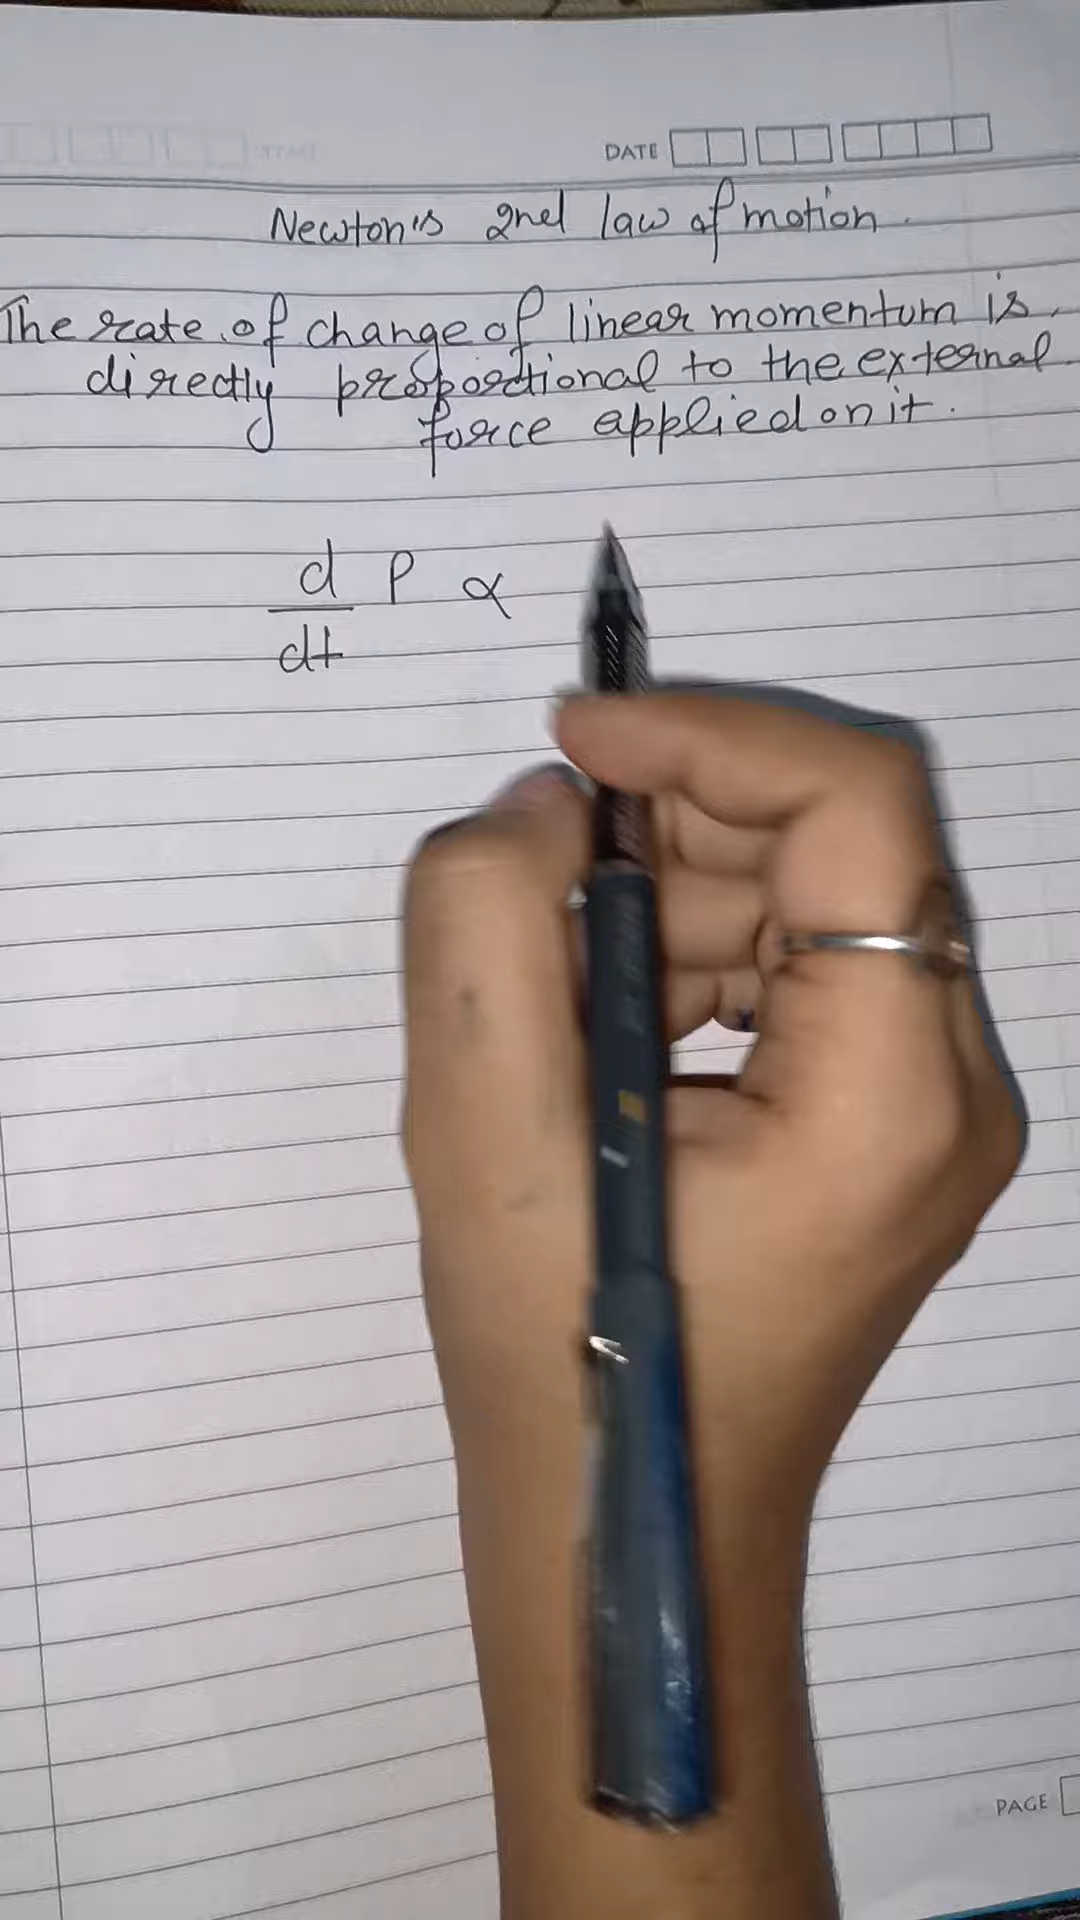 DATE
Newton's 2nd law of motion.
The rate of change of linear momentum is
directly proportional to the external
force applied on it.
d P ∝
dt
PAGE